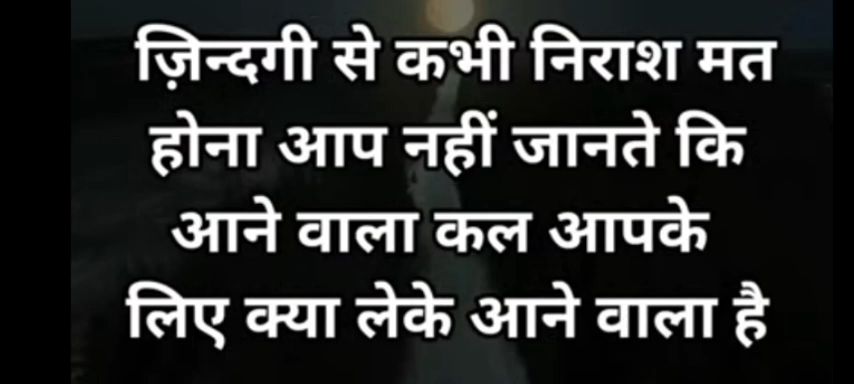 ज़िन्दगी से कभी निराश मत
होना आप नहीं जानते कि
आने वाला कल आपके
लिए क्या लेके आने वाला है